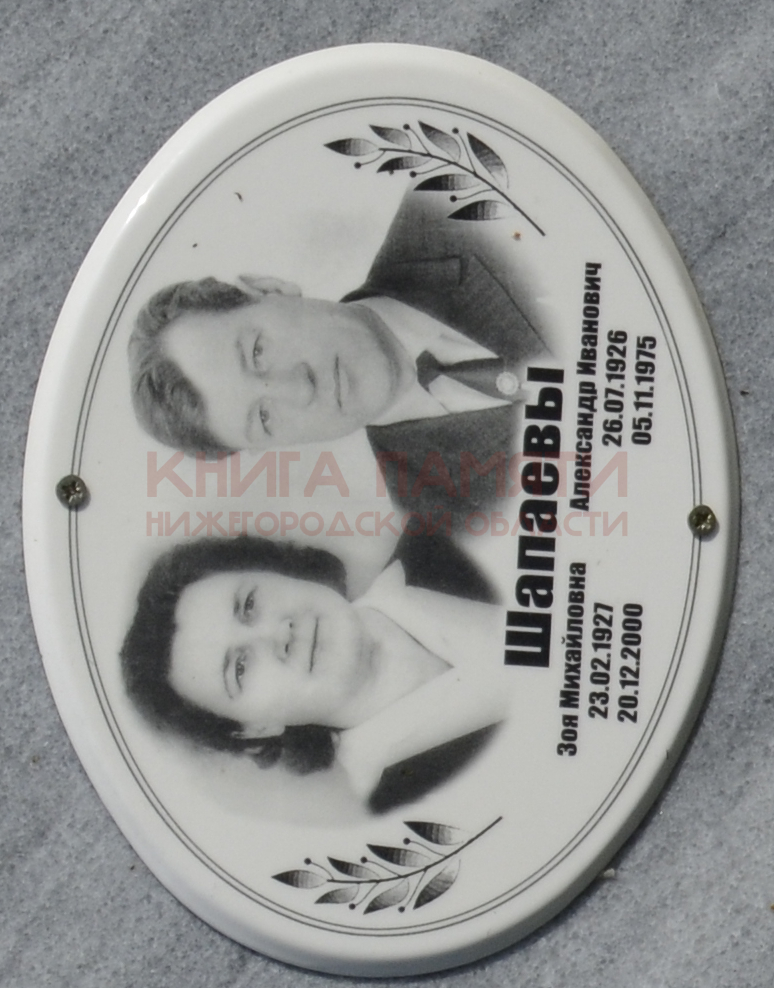 Шапаевы
Зоя Михайловна
23.02.1927
20.12.2000
Александр Иванович
26.07.1926
05.11.1975
КНИГА ПАМЯТИ
НИЖЕГОРОДСКОЙ ОБЛАСТИ